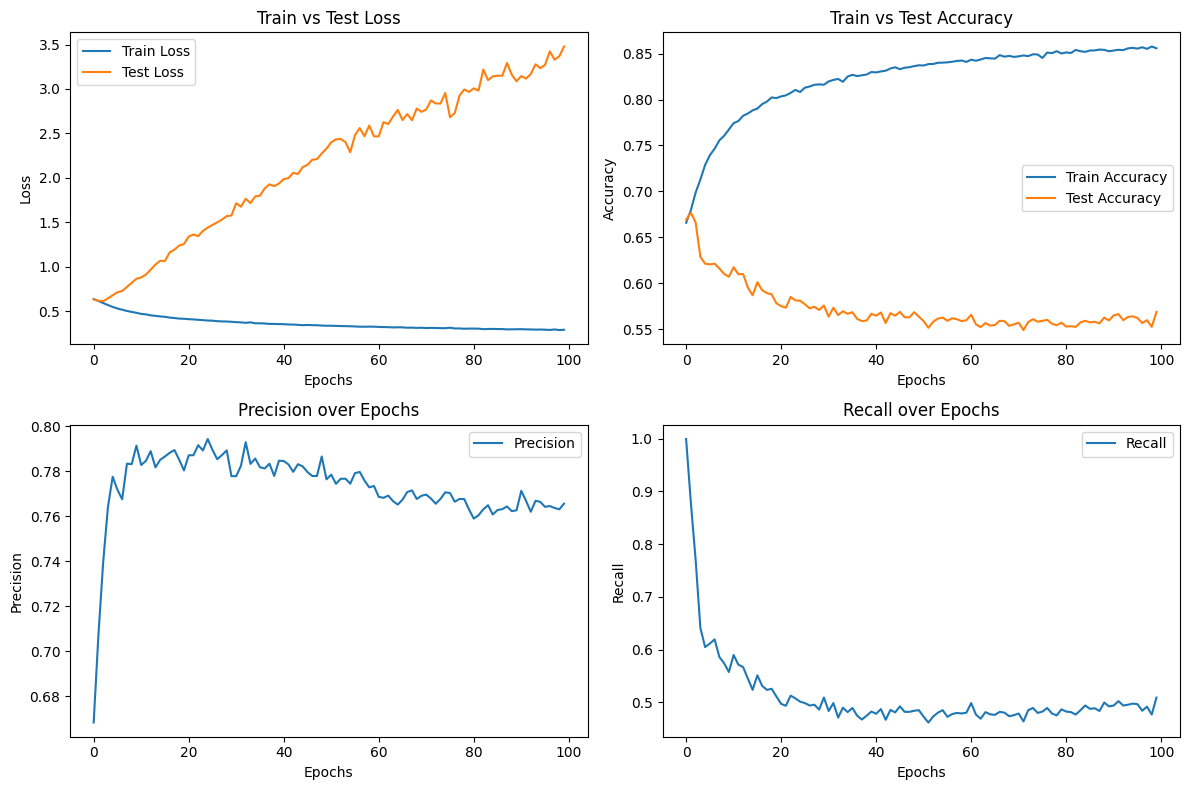 Train vs Test Loss
Train Loss
Test Loss
3.5
3.0
2.5
2.0
1.5
1.0
0.5
Loss
0 20 40 60 80 100
Epochs
Train vs Test Accuracy
0.85
0.80
0.75
0.70
0.65
0.60
0.55
Accuracy
Train Accuracy
Test Accuracy
0 20 40 60 80 100
Epochs
Precision over Epochs
Precision
0.80
0.78
0.76
0.74
0.72
0.70
0.68
Precision
0 20 40 60 80 100
Epochs
Recall over Epochs
Recall
1.0
0.9
0.8
0.7
0.6
0.5
Recall
0 20 40 60 80 100
Epochs